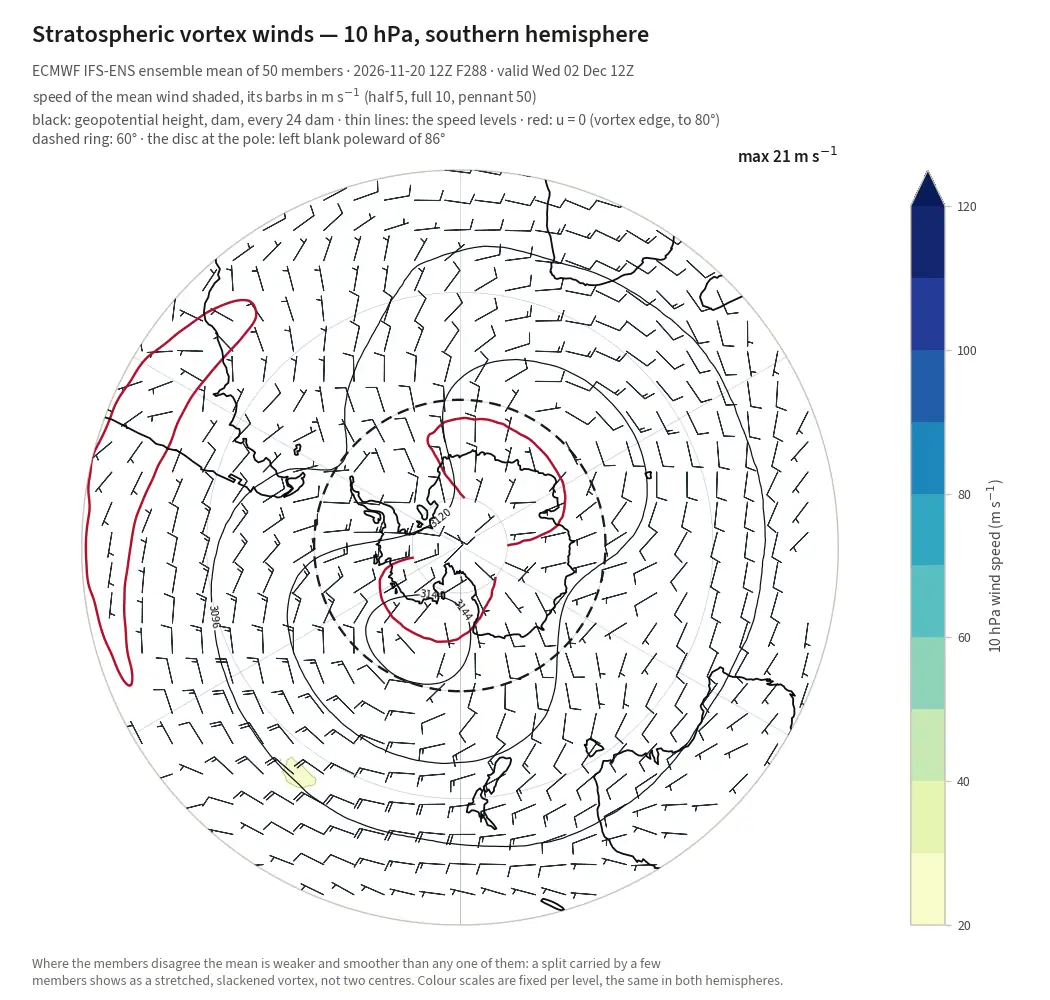 Stratospheric vortex winds — 10 hPa, southern hemisphere
ECMWF IFS-ENS ensemble mean of 50 members · 2026-11-20 12Z F288 · valid Wed 02 Dec 12Z
speed of the mean wind shaded, its barbs in m s⁻¹ (half 5, full 10, pennant 50)
black: geopotential height, dam, every 24 dam · thin lines: the speed levels · red: u = 0 (vortex edge, to 80°)
dashed ring: 60° · the disc at the pole: left blank poleward of 86°
max 21 m s⁻¹
120
100
80
60
40
20
10 hPa wind speed (m s⁻¹)
3120
3144
3096
Where the members disagree the mean is weaker and smoother than any one of them: a split carried by a few
members shows as a stretched, slackened vortex, not two centres. Colour scales are fixed per level, the same in both hemispheres.